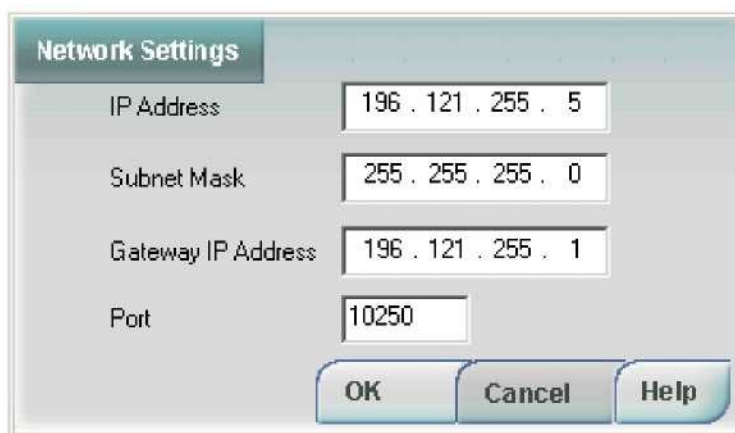 Network Settings
IP Address 196 . 121 . 255 . 5
Subnet Mask 255 . 255 . 255 . 0
Gateway IP Address 196 . 121 . 255 . 1
Port 10250
OK Cancel Help